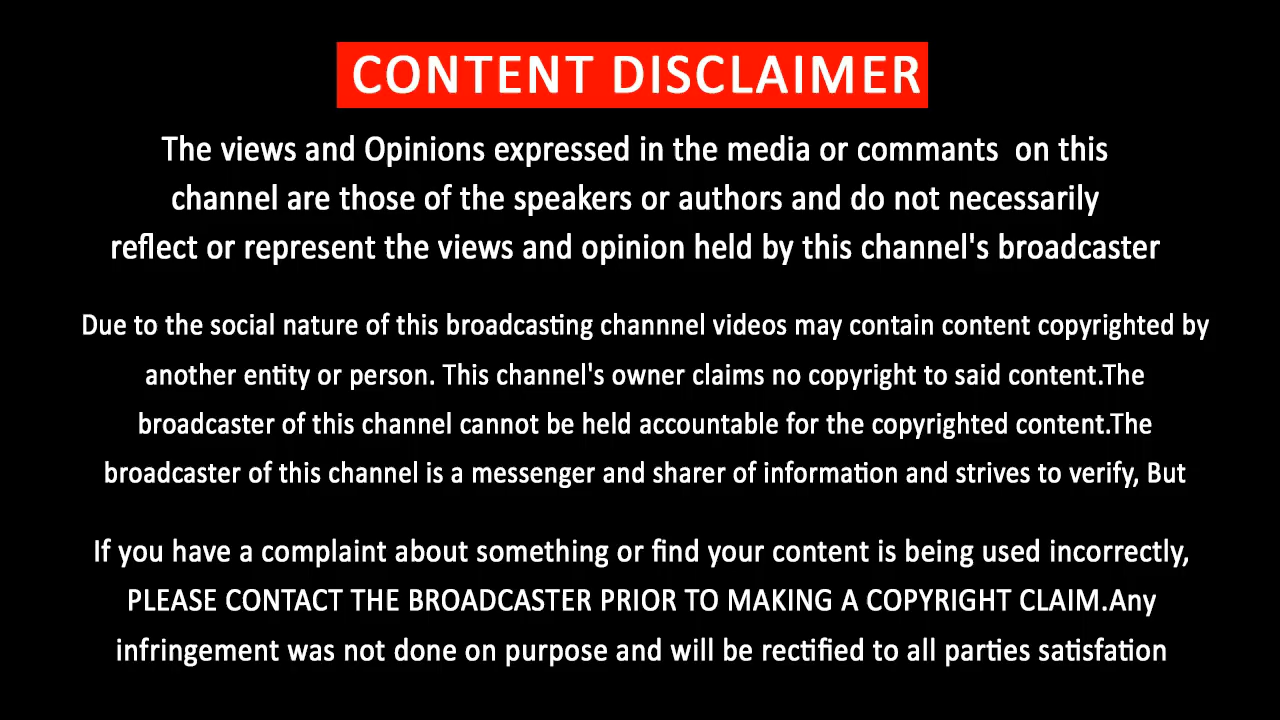 CONTENT DISCLAIMER
The views and Opinions expressed in the media or commants on this
channel are those of the speakers or authors and do not necessarily
reflect or represent the views and opinion held by this channel's broadcaster
Due to the social nature of this broadcasting channnel videos may contain content copyrighted by
another entity or person. This channel's owner claims no copyright to said content.The
broadcaster of this channel cannot be held accountable for the copyrighted content.The
broadcaster of this channel is a messenger and sharer of information and strives to verify, But
If you have a complaint about something or find your content is being used incorrectly,
PLEASE CONTACT THE BROADCASTER PRIOR TO MAKING A COPYRIGHT CLAIM.Any
infringement was not done on purpose and will be rectified to all parties satisfation